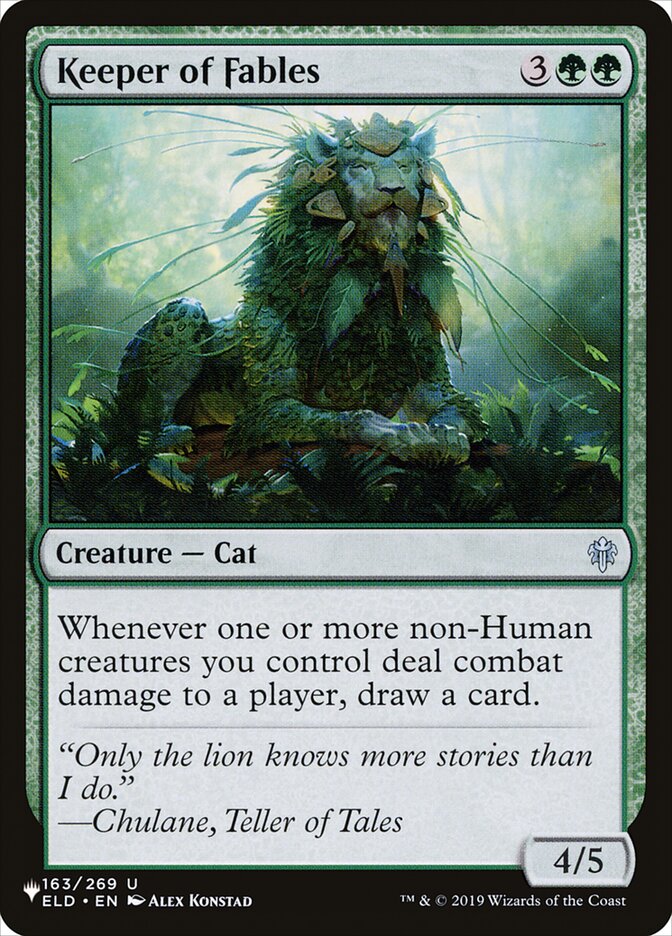 Keeper of Fables 3
Creature — Cat
Whenever one or more non-Human
creatures you control deal combat
damage to a player, draw a card.
“Only the lion knows more stories than
I do.”
—Chulane, Teller of Tales
4/5
163/269 U
ELD • EN Alex Konstad
™ & © 2019 Wizards of the Coast